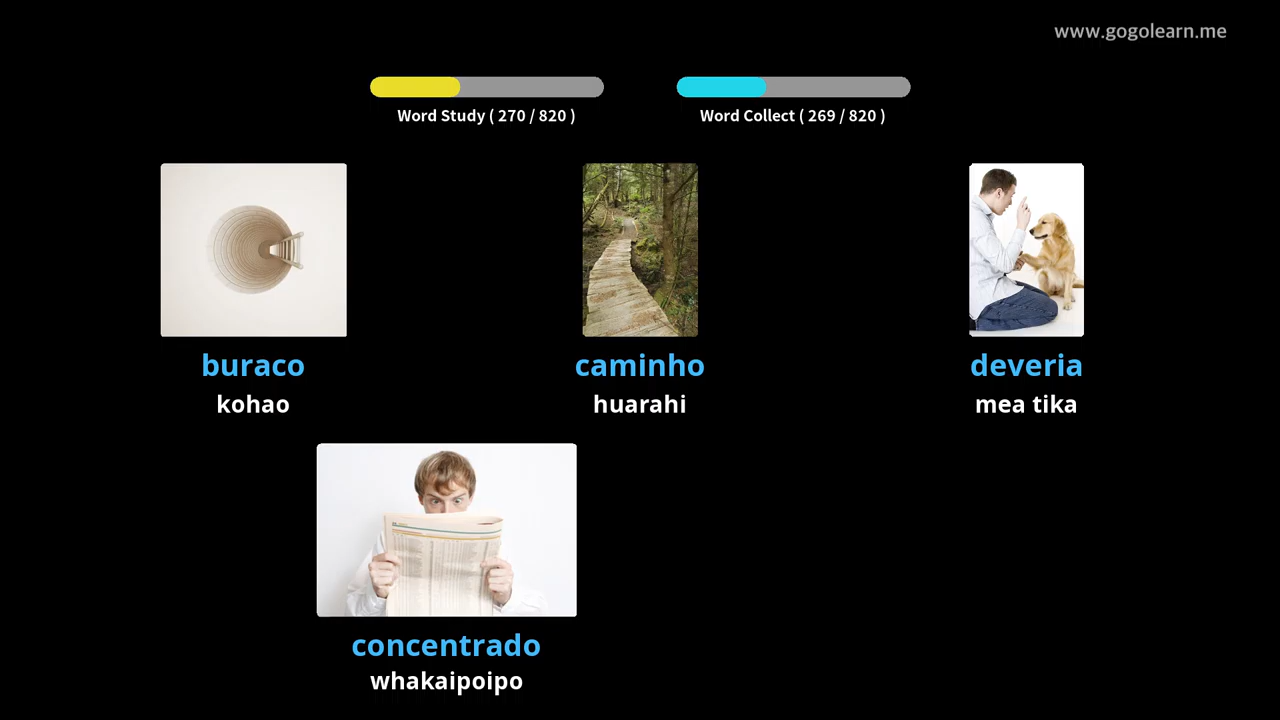 www.gogolearn.me
Word Study ( 270 / 820 )
Word Collect ( 269 / 820 )
buraco
kohao
caminho
huarahi
deveria
mea tika
concentrado
whakaipoipo